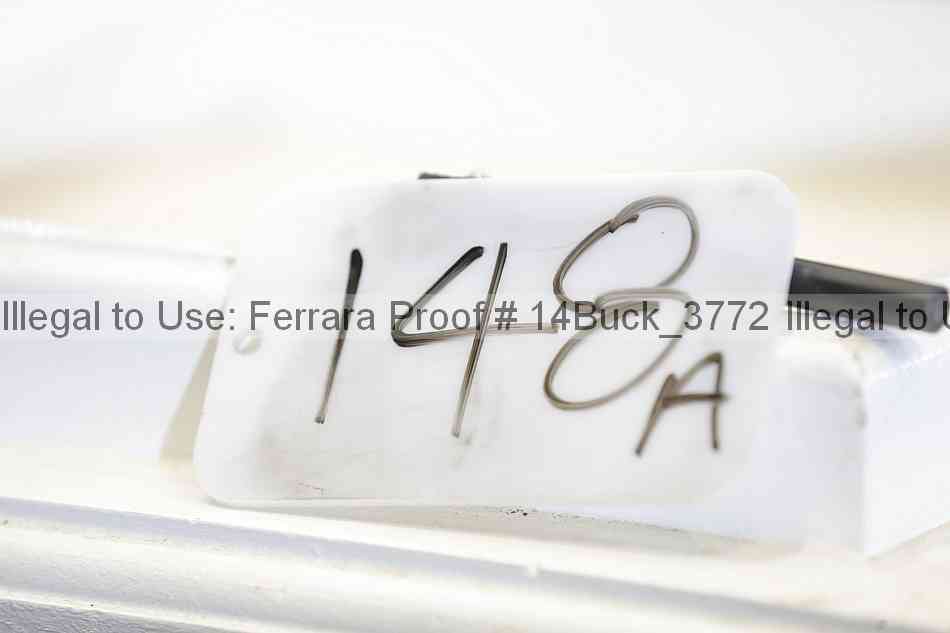 148
A
Illegal to Use: Ferrara Proof # 14Buck_3772 Illegal to U